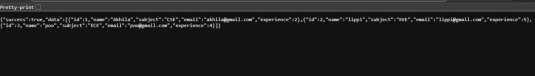 Pretty-print
{"success":true,"data":[{"id":1,"name":"Akhila","subject":"CSE","email":"akhila@gmail.com","experience":2},{"id":2,"name":"lippi","subject":"EEE","email":"lippi@gmail.com","experience":5},
{"id":3,"name":"poo","subject":"ECE","email":"poo@gmail.com","experience":4}]}